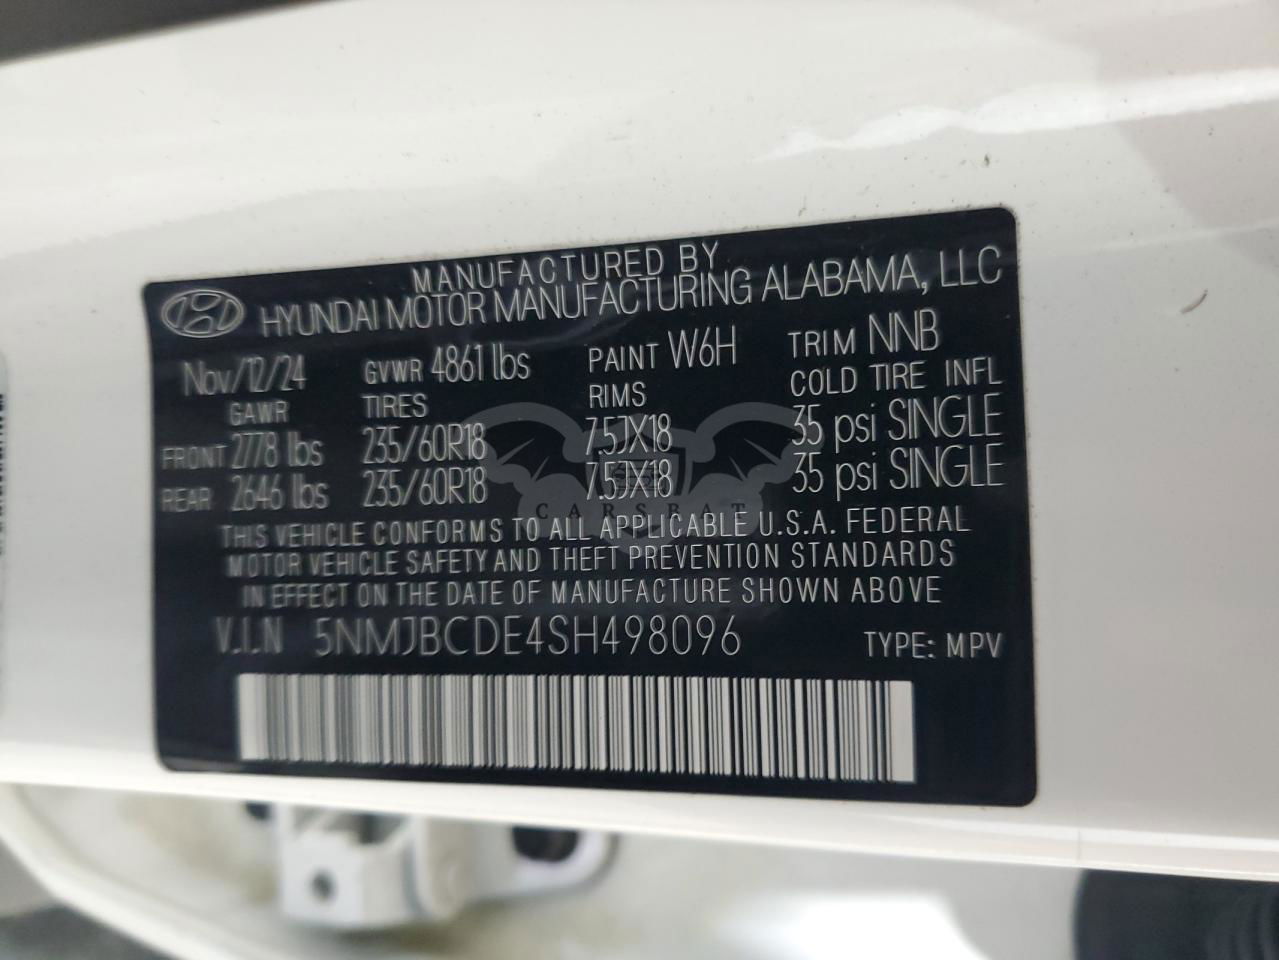 MANUFACTURED BY
HYUNDAI MOTOR MANUFACTURING ALABAMA, LLC
Nov/12/24 GVWR 4861 lbs PAINT W6H TRIM NNB
GAWR TIRES RIMS COLD TIRE INFL
FRONT 2778 lbs 235/60R18 7.5JX18 35 psi SINGLE
REAR 2646 lbs 235/60R18 7.5JX18 35 psi SINGLE
CARSBAT
THIS VEHICLE CONFORMS TO ALL APPLICABLE U.S.A. FEDERAL
MOTOR VEHICLE SAFETY AND THEFT PREVENTION STANDARDS
IN EFFECT ON THE DATE OF MANUFACTURE SHOWN ABOVE
V.I.N 5NMJBCDE4SH498096 TYPE: MPV